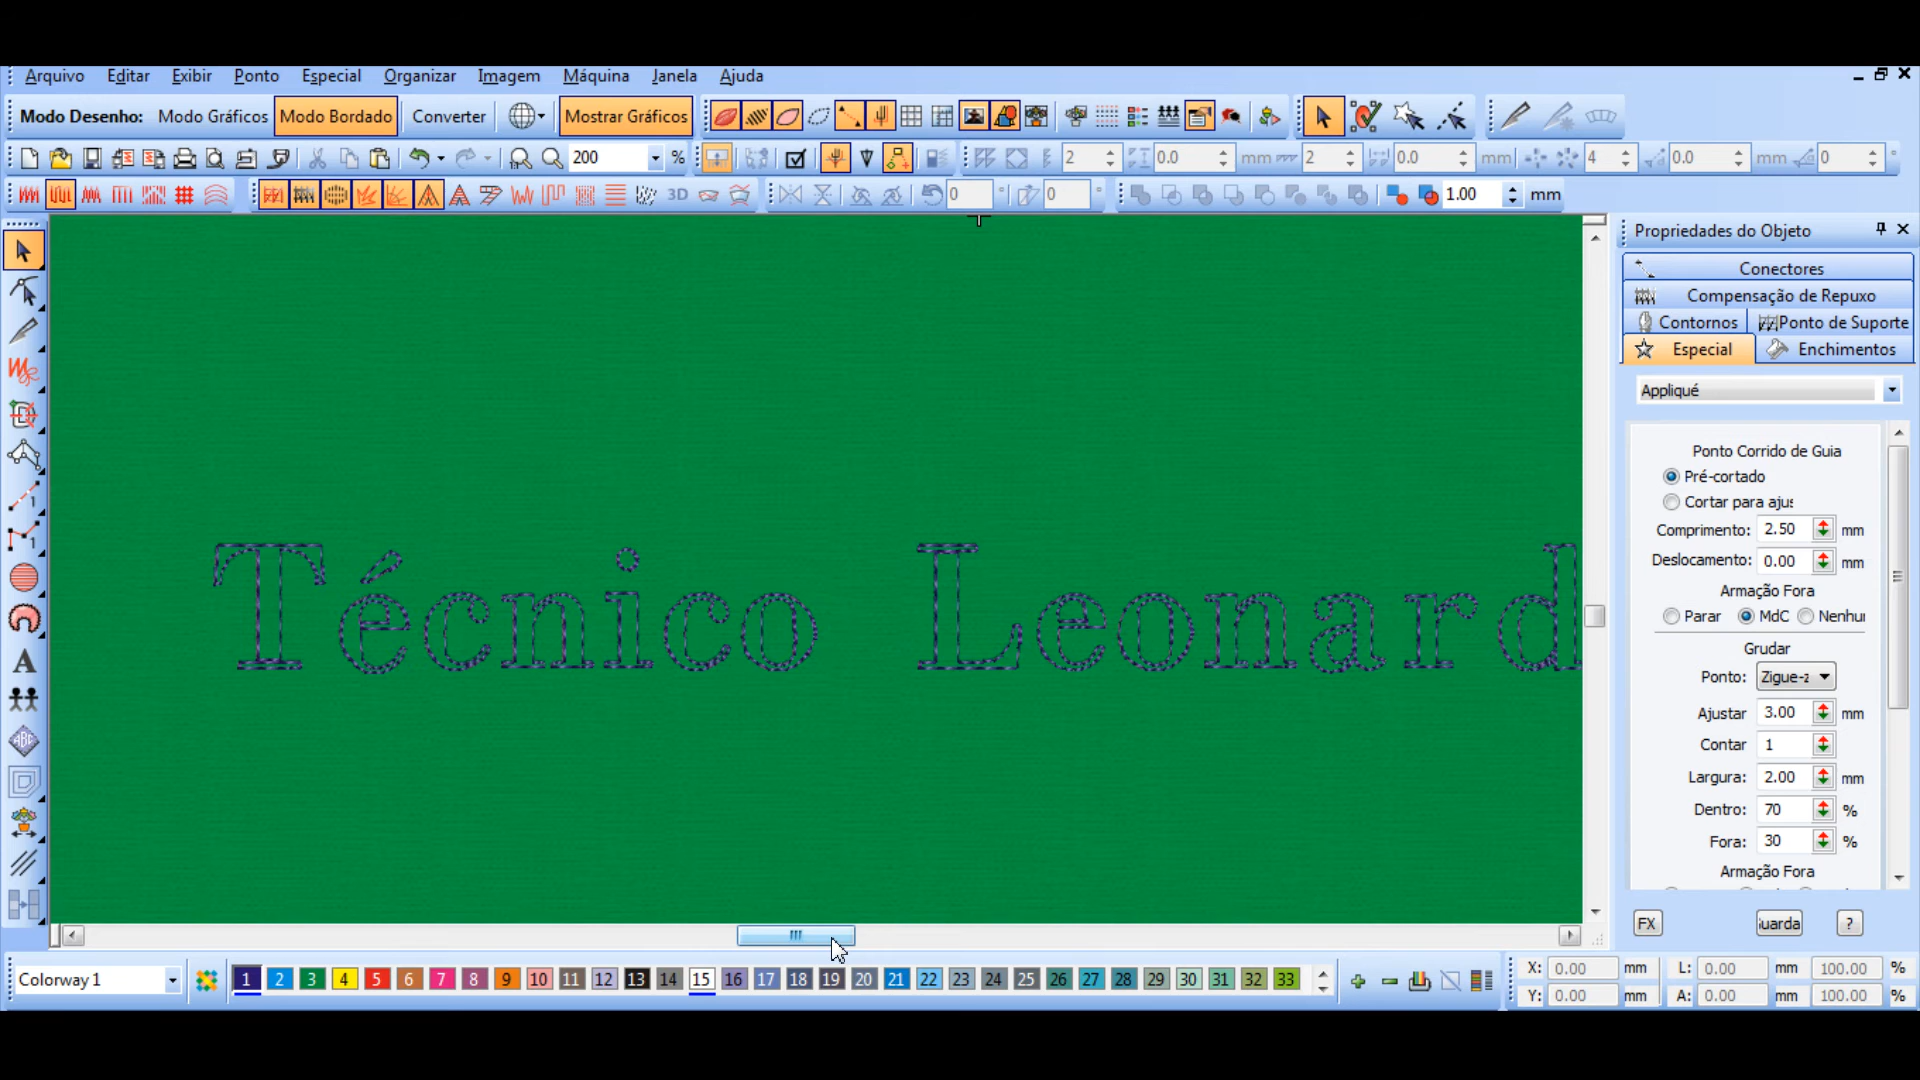 Arquivo Editar Exibir Ponto Especial Organizar Imagem Máquina Janela Ajuda
Modo Desenho: Modo Gráficos Modo Bordado Converter Mostrar Gráficos
200 % 2 0.0 mm 2 0.0 mm 4 0.0 mm 0 °
3D 0 ° 0 ° 1.00 mm
Propriedades do Objeto
Conectores
Compensação de Repuxo
Contornos Ponto de Suporte
Especial Enchimentos
Appliqué
Ponto Corrido de Guia
Pré-cortado
Cortar para ajus
Comprimento: 2.50 mm
Deslocamento: 0.00 mm
Armação Fora
Parar MdC Nenhur
Grudar
Ponto: Zigue-z
Ajustar 3.00 mm
Contar 1
Largura: 2.00 mm
Dentro: 70 %
Fora: 30 %
Armação Fora
FX uarda ?
Técnico Leonard
A
ABC
Colorway 1 1 2 3 4 5 6 7 8 9 10 11 12 13 14 15 16 17 18 19 20 21 22 23 24 25 26 27 28 29 30 31 32 33
X: 0.00 mm L: 0.00 mm 100.00 %
Y: 0.00 mm A: 0.00 mm 100.00 %